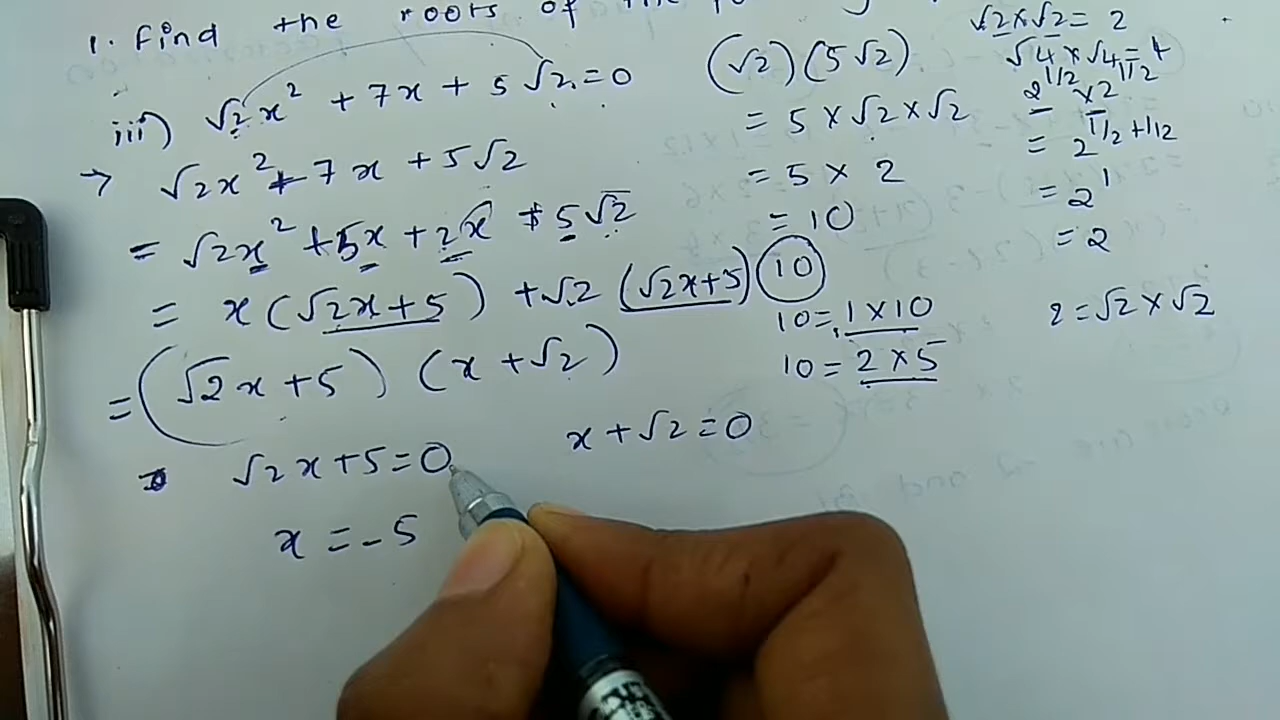 1. Find the roots of the
iii) √2x² + 7x + 5√2 = 0
→ √2x² + 7x + 5√2
= √2x² + 5x + 2x + 5√2
= x(√2x+5) + √2(√2x+5)
= (√2x+5) (x+√2)
√2x+5=0
x+√2=0
x = -5
(√2)(5√2)
= 5×√2×√2
= 5 × 2
= 10
10
10=1×10
10=2×5
√2×√2=2
√4×√4=4
2^1/2 ×2^1/2
= 2^1/2+1/2
= 2^1
= 2
2=√2×√2